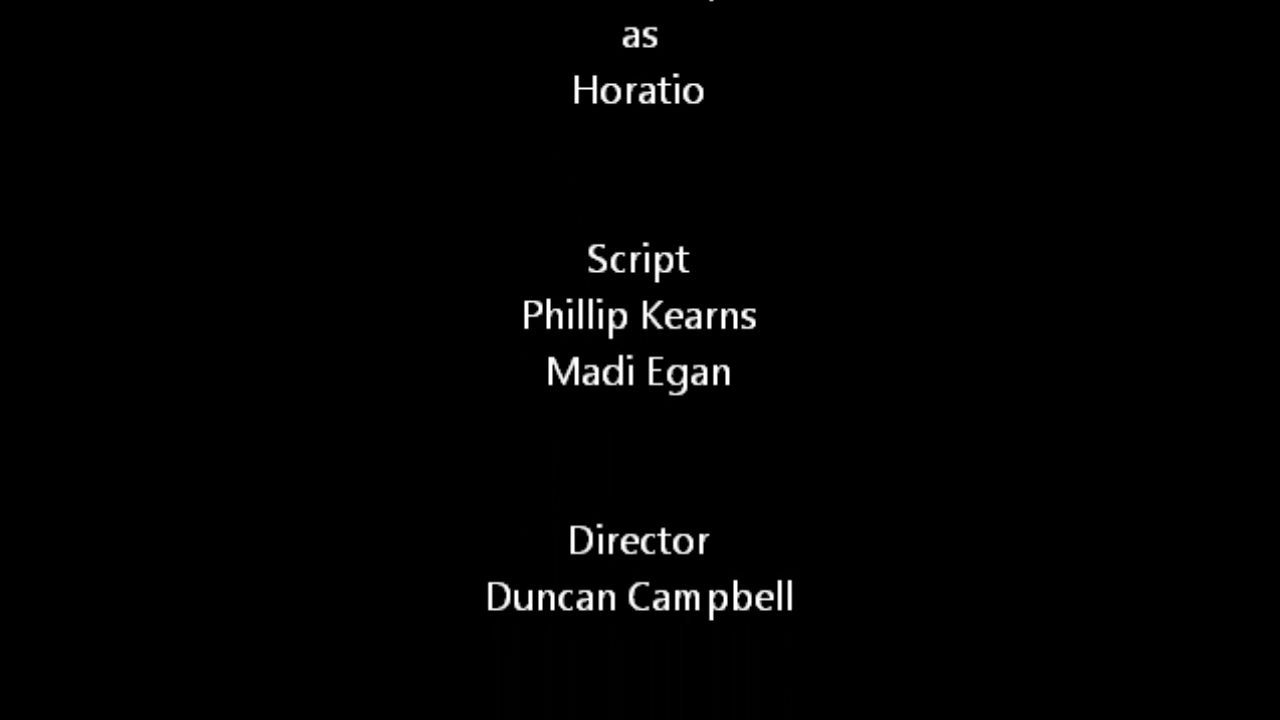 as
Horatio
Script
Phillip Kearns
Madi Egan
Director
Duncan Campbell